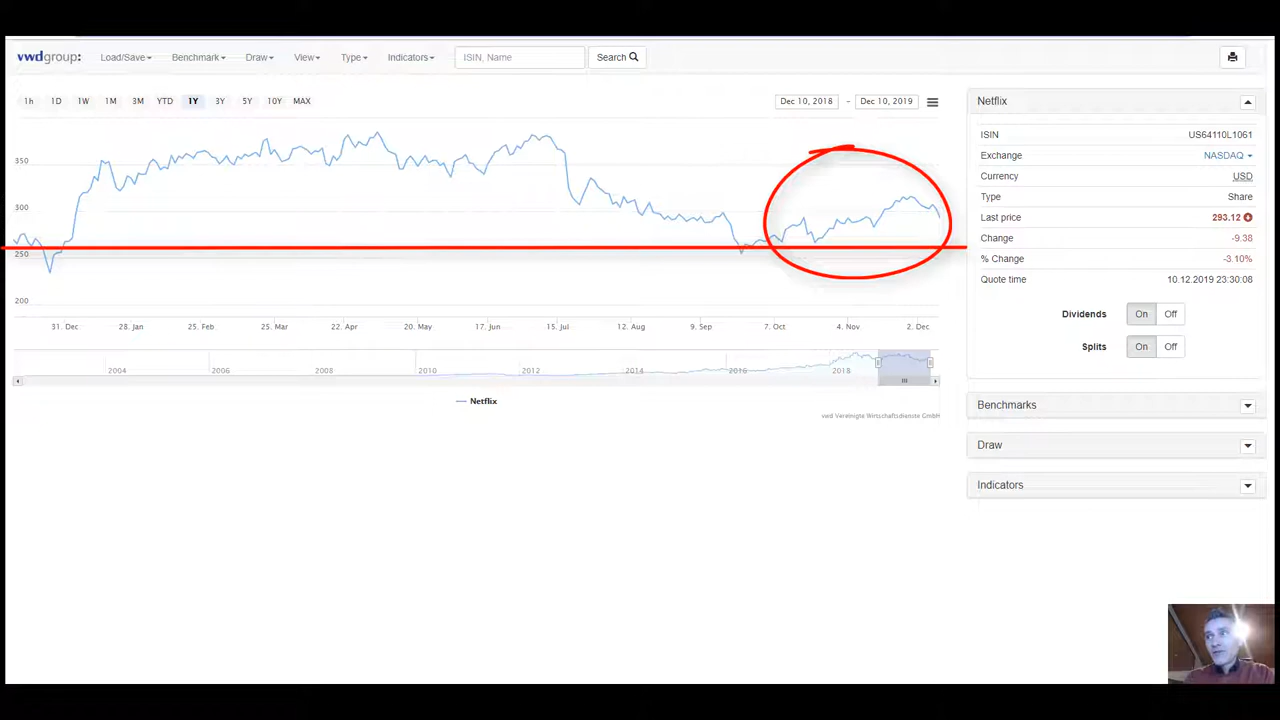 vwdgroup: Load/Save Benchmark Draw View Type Indicators ISIN, Name Search
1h 1D 1W 1M 3M YTD 1Y 3Y 5Y 10Y MAX Dec 10, 2018 - Dec 10, 2019
350
300
250
200
31. Dec 28. Jan 25. Feb 25. Mar 22. Apr 20. May 17. Jun 15. Jul 12. Aug 9. Sep 7. Oct 4. Nov 2. Dec
2004 2006 2008 2010 2012 2014 2016 2018
Netflix
vwd Vereinigte Wirtschaftsdienste GmbH
Netflix
ISIN US64110L1061
Exchange NASDAQ
Currency USD
Type Share
Last price 293.12
Change -9.38
% Change -3.10%
Quote time 10.12.2019 23:30:08
Dividends On Off
Splits On Off
Benchmarks
Draw
Indicators